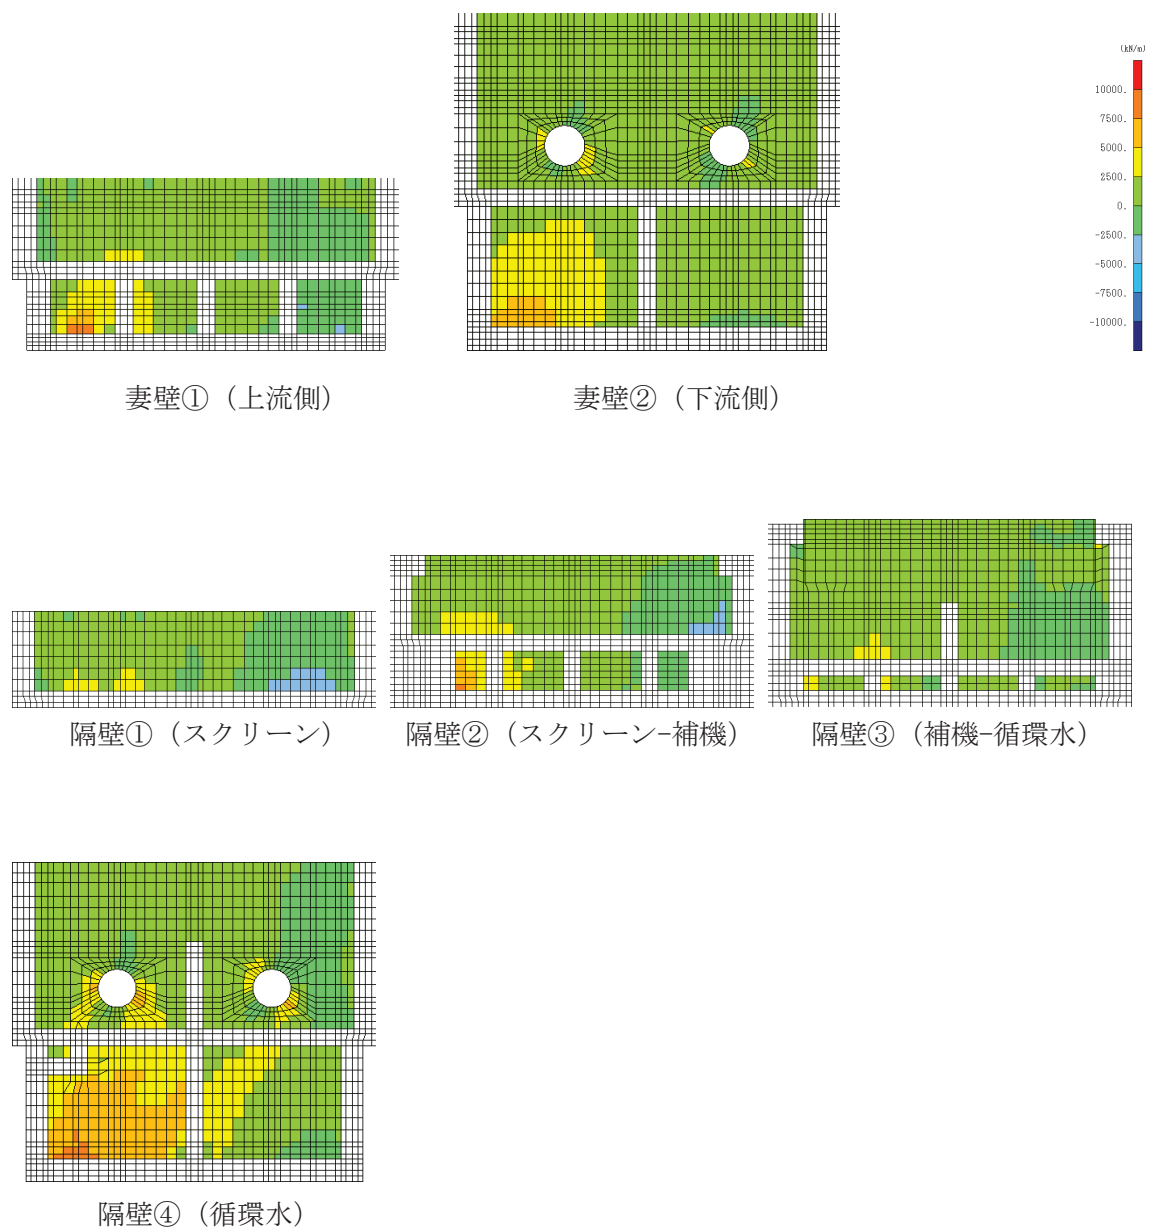 (kN/m)
10000.
7500.
5000.
2500.
0.
-2500.
-5000.
-7500.
-10000.
妻壁①（上流側）
妻壁②（下流側）
隔壁①（スクリーン）
隔壁②（スクリーン-補機）
隔壁③（補機-循環水）
隔壁④（循環水）